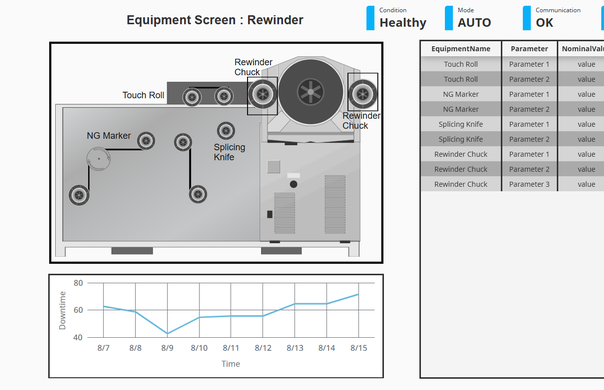 Equipment Screen : Rewinder
Condition
Healthy
Mode
AUTO
Communication
OK
Rewinder
Chuck
Touch Roll
Rewinder
Chuck
NG Marker
Splicing
Knife
EquipmentName Parameter NominalValu
Touch Roll Parameter 1 value
Touch Roll Parameter 2 value
NG Marker Parameter 1 value
NG Marker Parameter 2 value
Splicing Knife Parameter 1 value
Splicing Knife Parameter 2 value
Rewinder Chuck Parameter 1 value
Rewinder Chuck Parameter 2 value
Rewinder Chuck Parameter 3 value
Downtime
80
60
40
8/7 8/8 8/9 8/10 8/11 8/12 8/13 8/14 8/15
Time